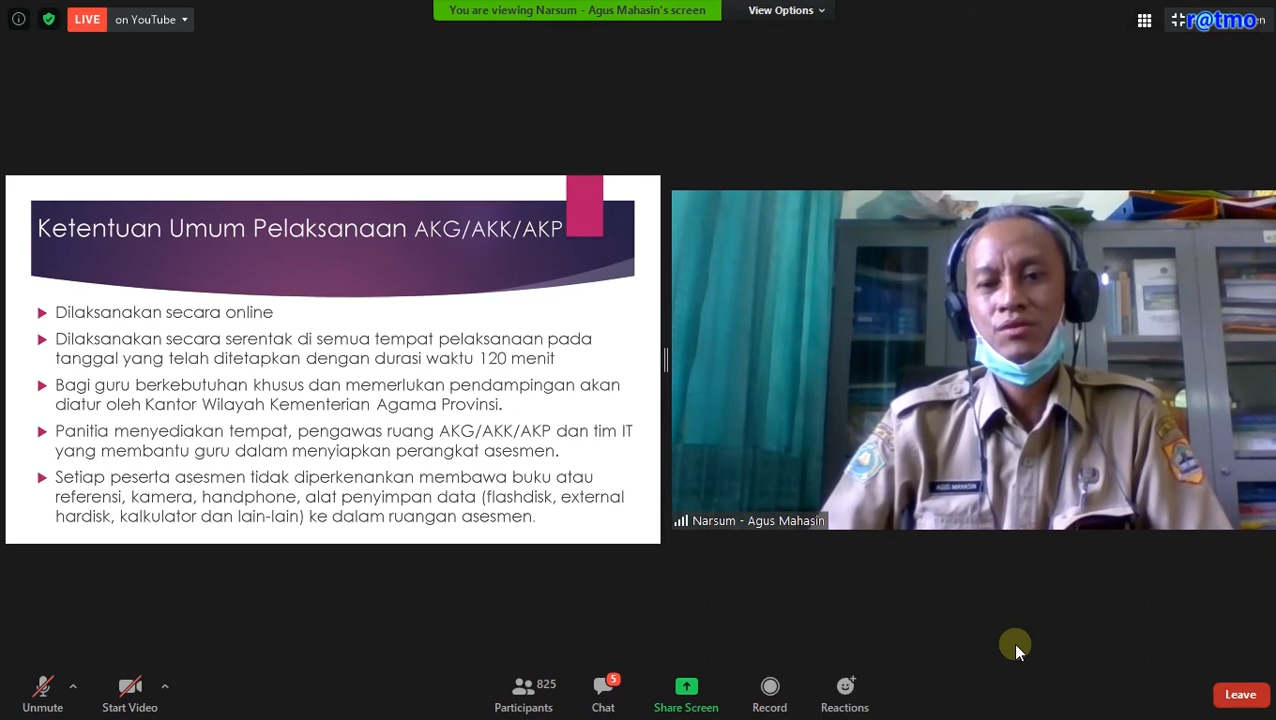 LIVE on YouTube
You are viewing Narsum - Agus Mahasin's screen
View Options
r@tmo
Ketentuan Umum Pelaksanaan AKG/AKK/AKP
Dilaksanakan secara online
Dilaksanakan secara serentak di semua tempat pelaksanaan pada
tanggal yang telah ditetapkan dengan durasi waktu 120 menit
Bagi guru berkebutuhan khusus dan memerlukan pendampingan akan
diatur oleh Kantor Wilayah Kementerian Agama Provinsi.
Panitia menyediakan tempat, pengawas ruang AKG/AKK/AKP dan tim IT
yang membantu guru dalam menyiapkan perangkat asesmen.
Setiap peserta asesmen tidak diperkenankan membawa buku atau
referensi, kamera, handphone, alat penyimpan data (flashdisk, external
hardisk, kalkulator dan lain-lain) ke dalam ruangan asesmen.
AGUS MAHASIN
Narsum - Agus Mahasin
Unmute
Start Video
825
Participants
5
Chat
Share Screen
Record
Reactions
Leave